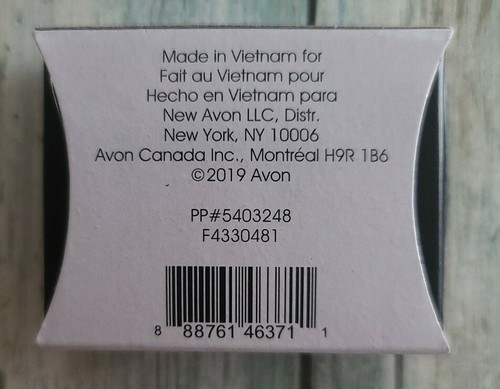 Made in Vietnam for
Fait au Vietnam pour
Hecho en Vietnam para
New Avon LLC, Distr.
New York, NY 10006
Avon Canada Inc., Montréal H9R 1B6
©2019 Avon
PP#5403248
F4330481
8 88761 46371 1